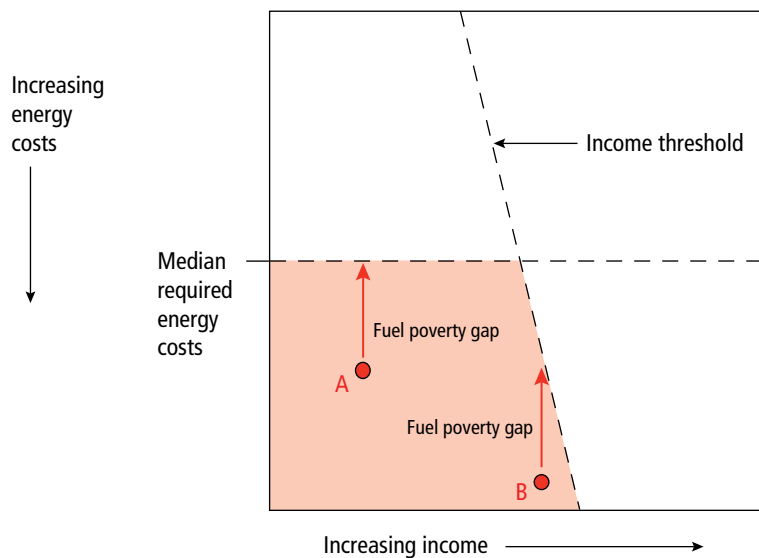 Increasing
energy
costs
Income threshold
Median
required
energy
costs
Fuel poverty gap
A
Fuel poverty gap
B
Increasing income